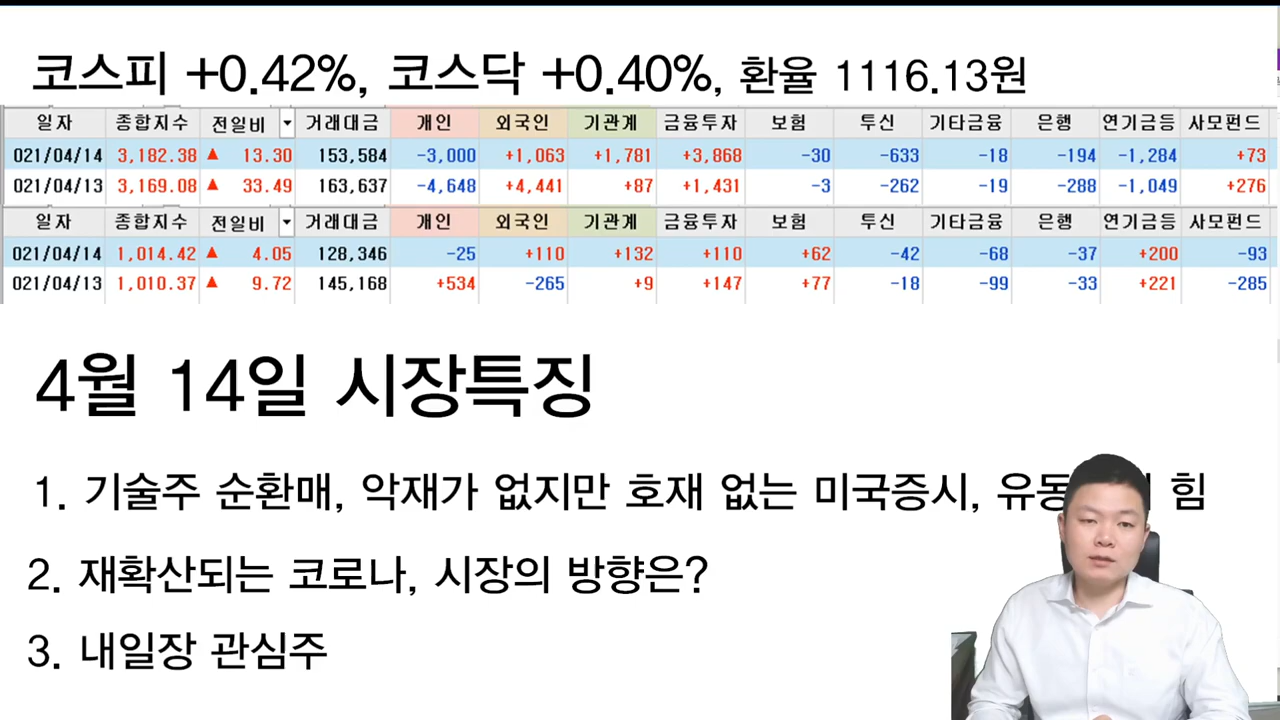 코스피 +0.42%, 코스닥 +0.40%, 환율 1116.13원
일자 종합지수 전일비 거래대금 개인 외국인 기관계 금융투자 보험 투신 기타금융 은행 연기금등 사모펀드
021/04/14 3,182.38 ▲ 13.30 153,584 -3,000 +1,063 +1,781 +3,868 -30 -633 -18 -194 -1,284 +73
021/04/13 3,169.08 ▲ 33.49 163,637 -4,648 +4,441 +87 +1,431 -3 -262 -19 -288 -1,049 +276
일자 종합지수 전일비 거래대금 개인 외국인 기관계 금융투자 보험 투신 기타금융 은행 연기금등 사모펀드
021/04/14 1,014.42 ▲ 4.05 128,346 -25 +110 +132 +110 +62 -42 -68 -37 +200 -93
021/04/13 1,010.37 ▲ 9.72 145,168 +534 -265 +9 +147 +77 -18 -99 -33 +221 -285
4월 14일 시장특징
1. 기술주 순환매, 악재가 없지만 호재 없는 미국증시, 힘
2. 재확산되는 코로나, 시장의 방향은?
3. 내일장 관심주